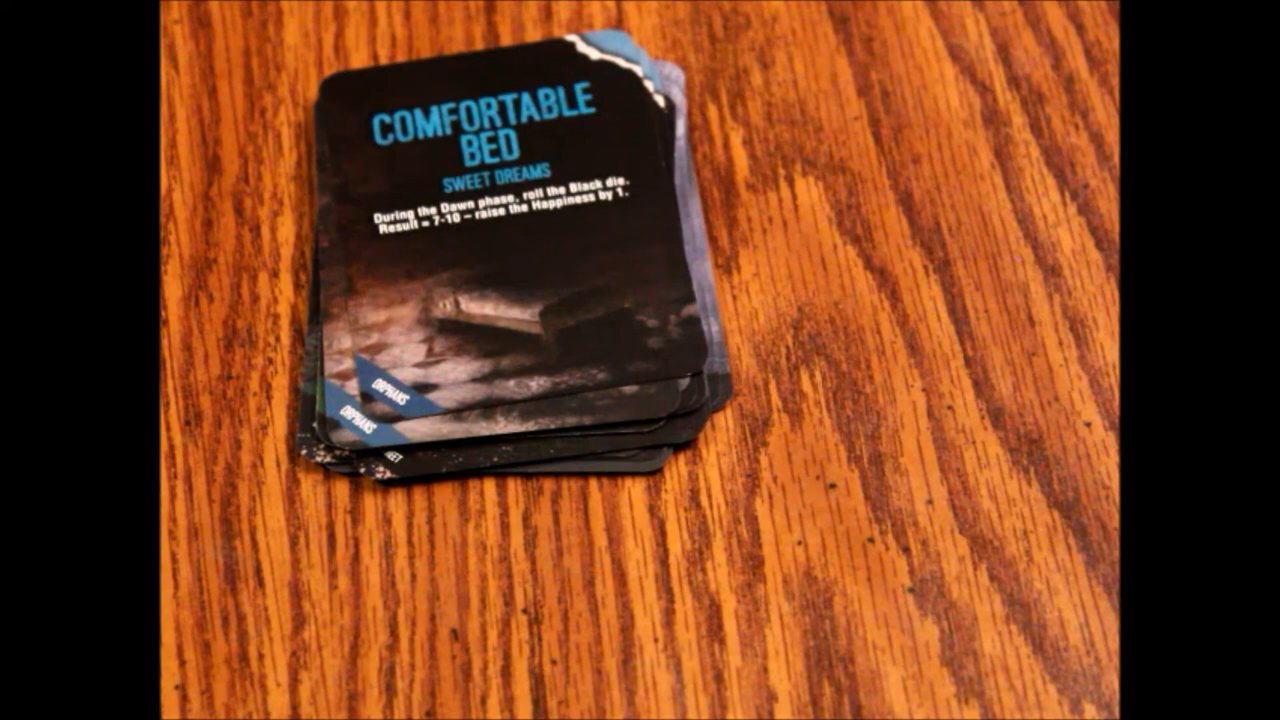 COMFORTABLE
BED
SWEET DREAMS
During the Dawn phase, roll the Black die.
Result = 7-10 – raise the Happiness by 1.
ORPHANS
ORPHANS